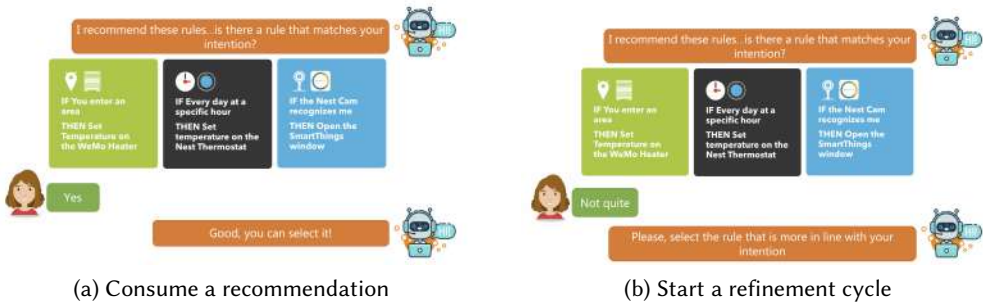 I recommend these rules..is there a rule that matches your
intention?
IF You enter an
area
THEN Set
Temperature on
the WeMo Heater
IF Every day at a
specific hour
THEN Set
temperature on the
Nest Thermostat
IF the Nest Cam
recognizes me
THEN Open the
SmartThings
window
Yes
Good, you can select it!
(a) Consume a recommendation
I recommend these rules..is there a rule that matches your
intention?
IF You enter an
area
THEN Set
Temperature on
the WeMo Heater
IF Every day at a
specific hour
THEN Set
temperature on the
Nest Thermostat
IF the Nest Cam
recognizes me
THEN Open the
SmartThings
window
Not quite
Please, select the rule that is more in line with your
intention
(b) Start a refinement cycle